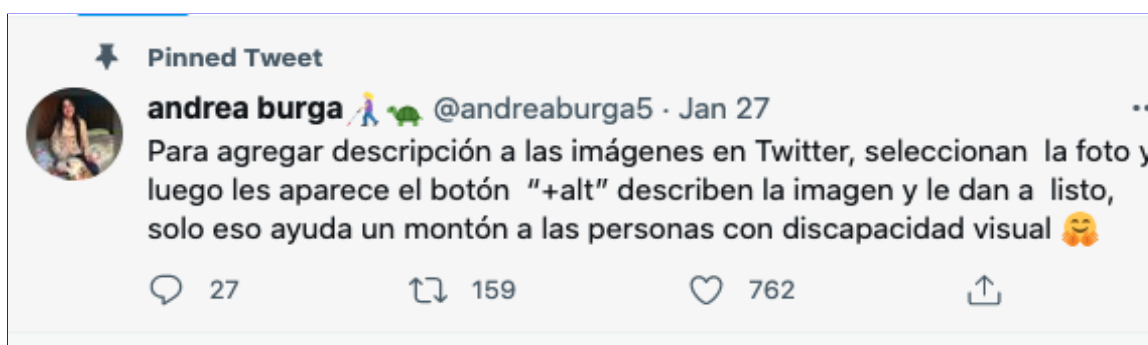 Pinned Tweet
andrea burga👩‍🦯🐢 @andreaburga5 · Jan 27
Para agregar descripción a las imágenes en Twitter, seleccionan la foto y
luego les aparece el botón “+alt” describen la imagen y le dan a listo,
solo eso ayuda un montón a las personas con discapacidad visual 🤗
27 159 762